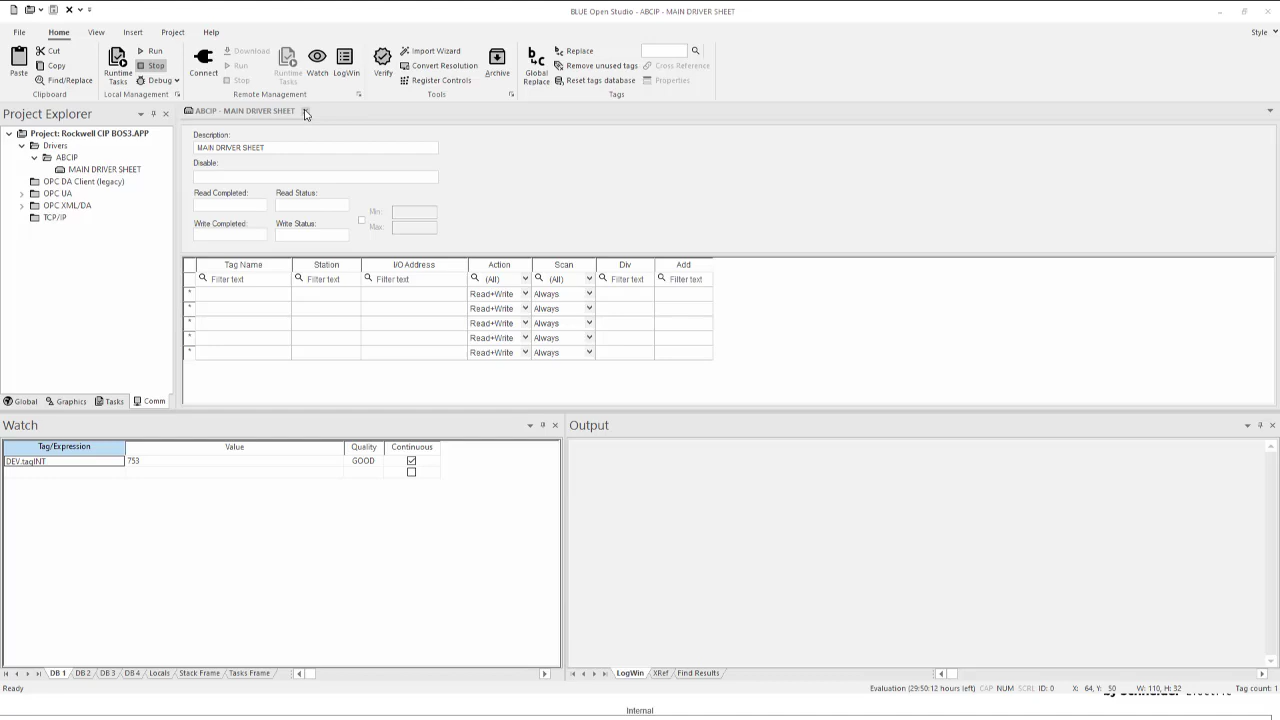 BLUE Open Studio - ABCIP - MAIN DRIVER SHEET
File Home View Insert Project Help Style
Paste Cut Copy Find/Replace Clipboard
Runtime Tasks Run Stop Debug Local Management
Connect Download Run Stop Runtime Tasks Watch LogWin Remote Management
Verify Import Wizard Convert Resolution Register Controls Archive Tools
Global Replace Replace Remove unused tags Reset tags database Cross Reference Properties Tags
Project Explorer
Project: Rockwell CIP BOS3.APP
Drivers
ABCIP
MAIN DRIVER SHEET
OPC DA Client (legacy)
OPC UA
OPC XML/DA
TCP/IP
Global Graphics Tasks Comm
ABCIP - MAIN DRIVER SHEET
Description:
MAIN DRIVER SHEET
Disable:
Read Completed: Read Status:
Write Completed: Write Status:
Min:
Max:
Tag Name Station I/O Address Action Scan Div Add
Filter text Filter text Filter text (All) (All) Filter text Filter text
* Read+Write Always
* Read+Write Always
* Read+Write Always
* Read+Write Always
* Read+Write Always
Watch
Tag/Expression Value Quality Continuous
DEV.tagINT 753 GOOD
DB 1 DB 2 DB 3 DB 4 Locals Stack Frame Tasks Frame
Output
LogWin XRef Find Results
Ready Evaluation (29:50:12 hours left) CAP NUM SCRL ID: 0 X: 64, Y: 50 W: 110, H: 32 Tag count: 1
Internal